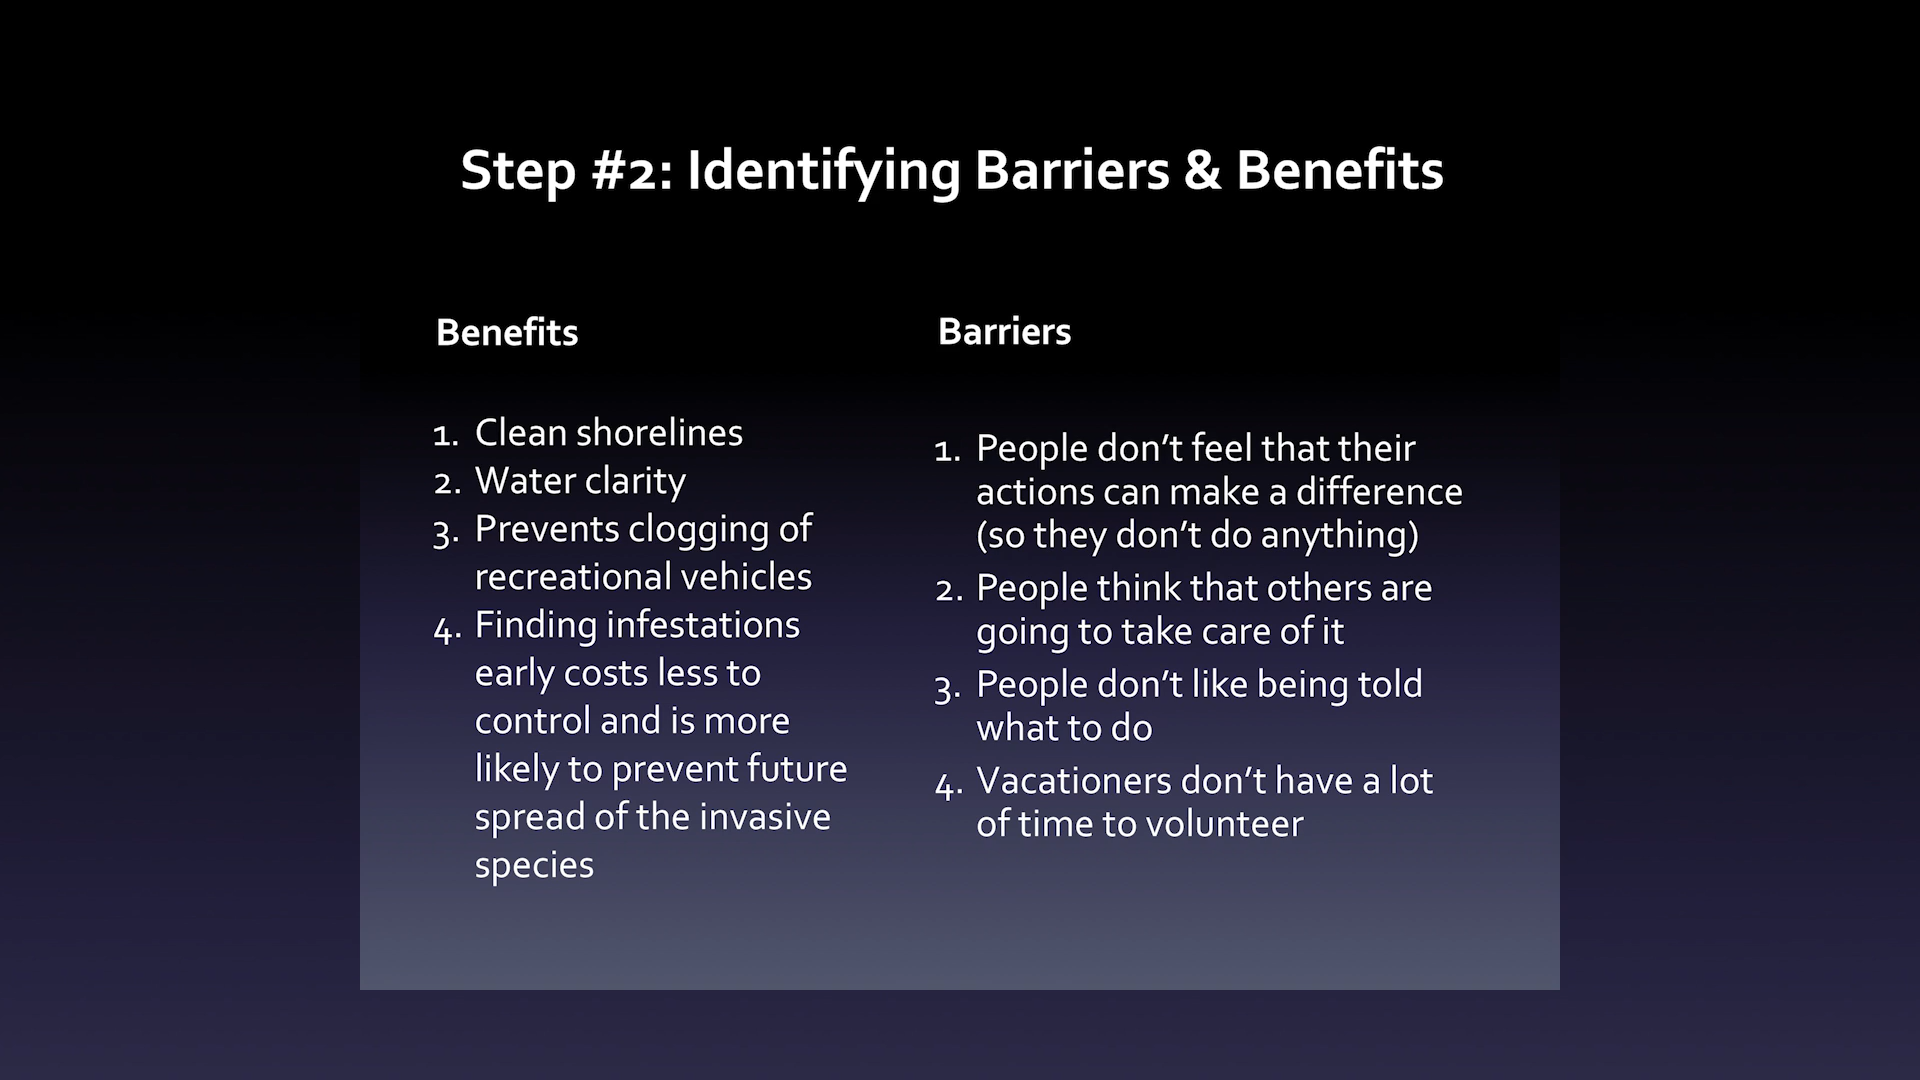 Step #2: Identifying Barriers & Benefits
Benefits
1. Clean shorelines
2. Water clarity
3. Prevents clogging of
recreational vehicles
4. Finding infestations
early costs less to
control and is more
likely to prevent future
spread of the invasive
species
Barriers
1. People don’t feel that their
actions can make a difference
(so they don’t do anything)
2. People think that others are
going to take care of it
3. People don’t like being told
what to do
4. Vacationers don’t have a lot
of time to volunteer